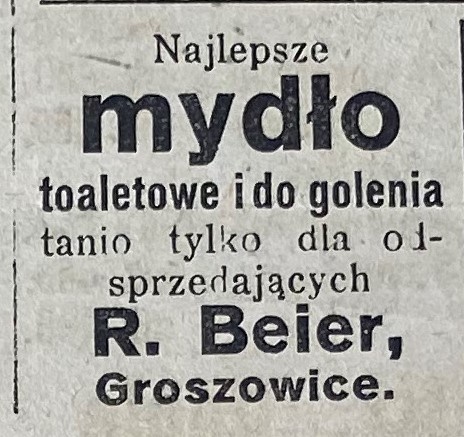 Najlepsze
mydło
toaletowe i do golenia
tanio tylko dla od-
sprzedających
R. Beier,
Groszowice.